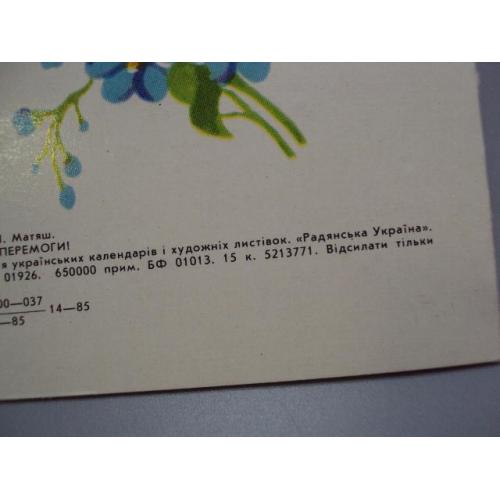 Матяш.
ПЕРЕМОГИ!
я українських календарів і художніх листівок. «Радянська Україна».
01926. 650000 прим. БФ 01013. 15 к. 5213771. Відсилати тільки
00—037
—85
14—85